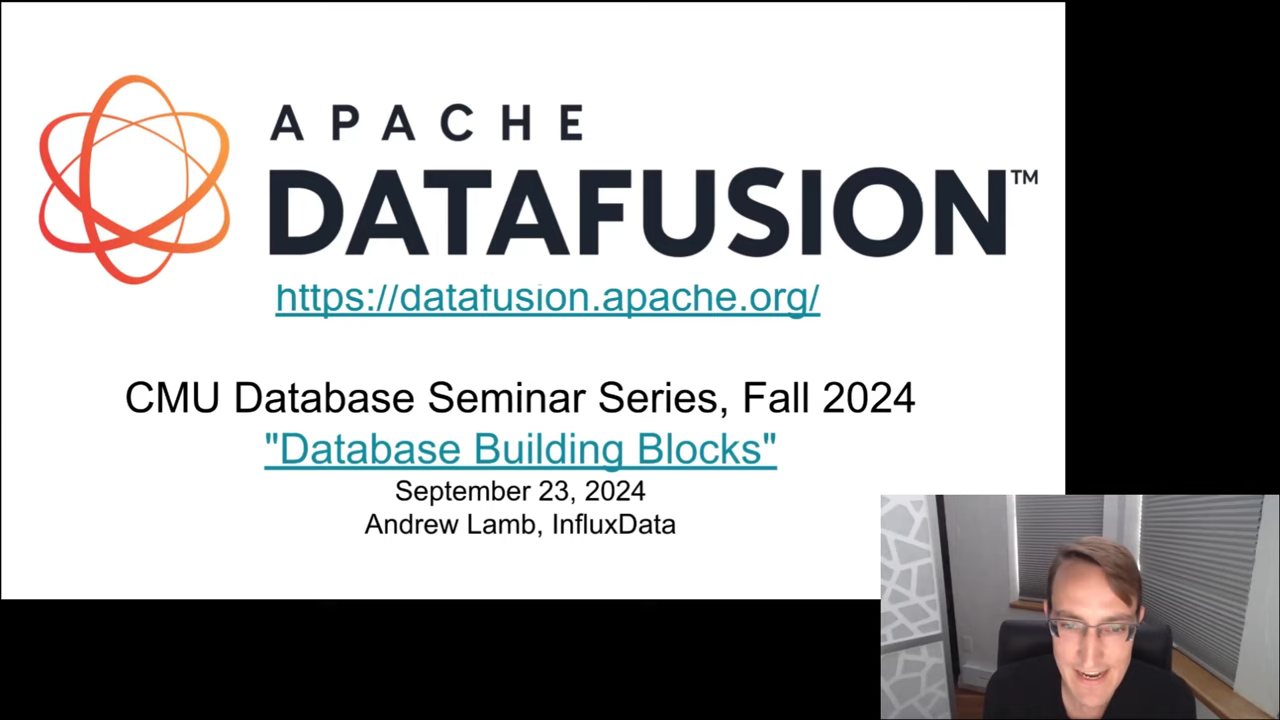 APACHE
DATAFUSION™
https://datafusion.apache.org/
CMU Database Seminar Series, Fall 2024
"Database Building Blocks"
September 23, 2024
Andrew Lamb, InfluxData